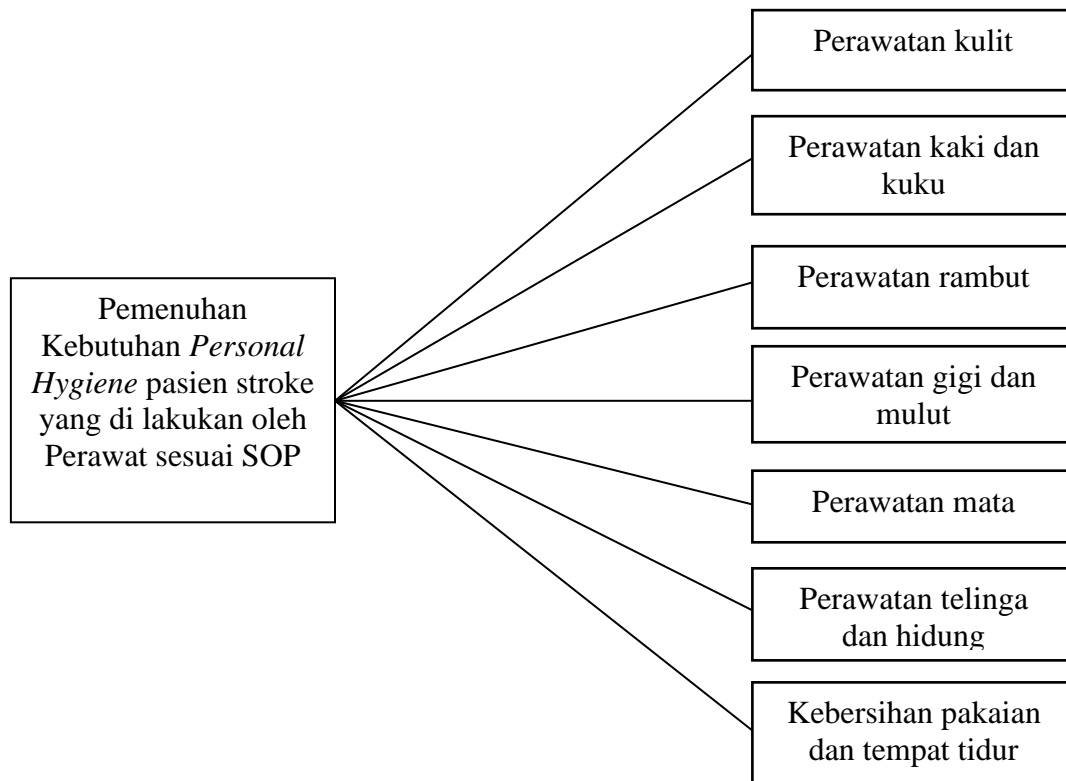 Pemenuhan
Kebutuhan Personal
Hygiene pasien stroke
yang di lakukan oleh
Perawat sesuai SOP
Perawatan kulit
Perawatan kaki dan
kuku
Perawatan rambut
Perawatan gigi dan
mulut
Perawatan mata
Perawatan telinga
dan hidung
Kebersihan pakaian
dan tempat tidur